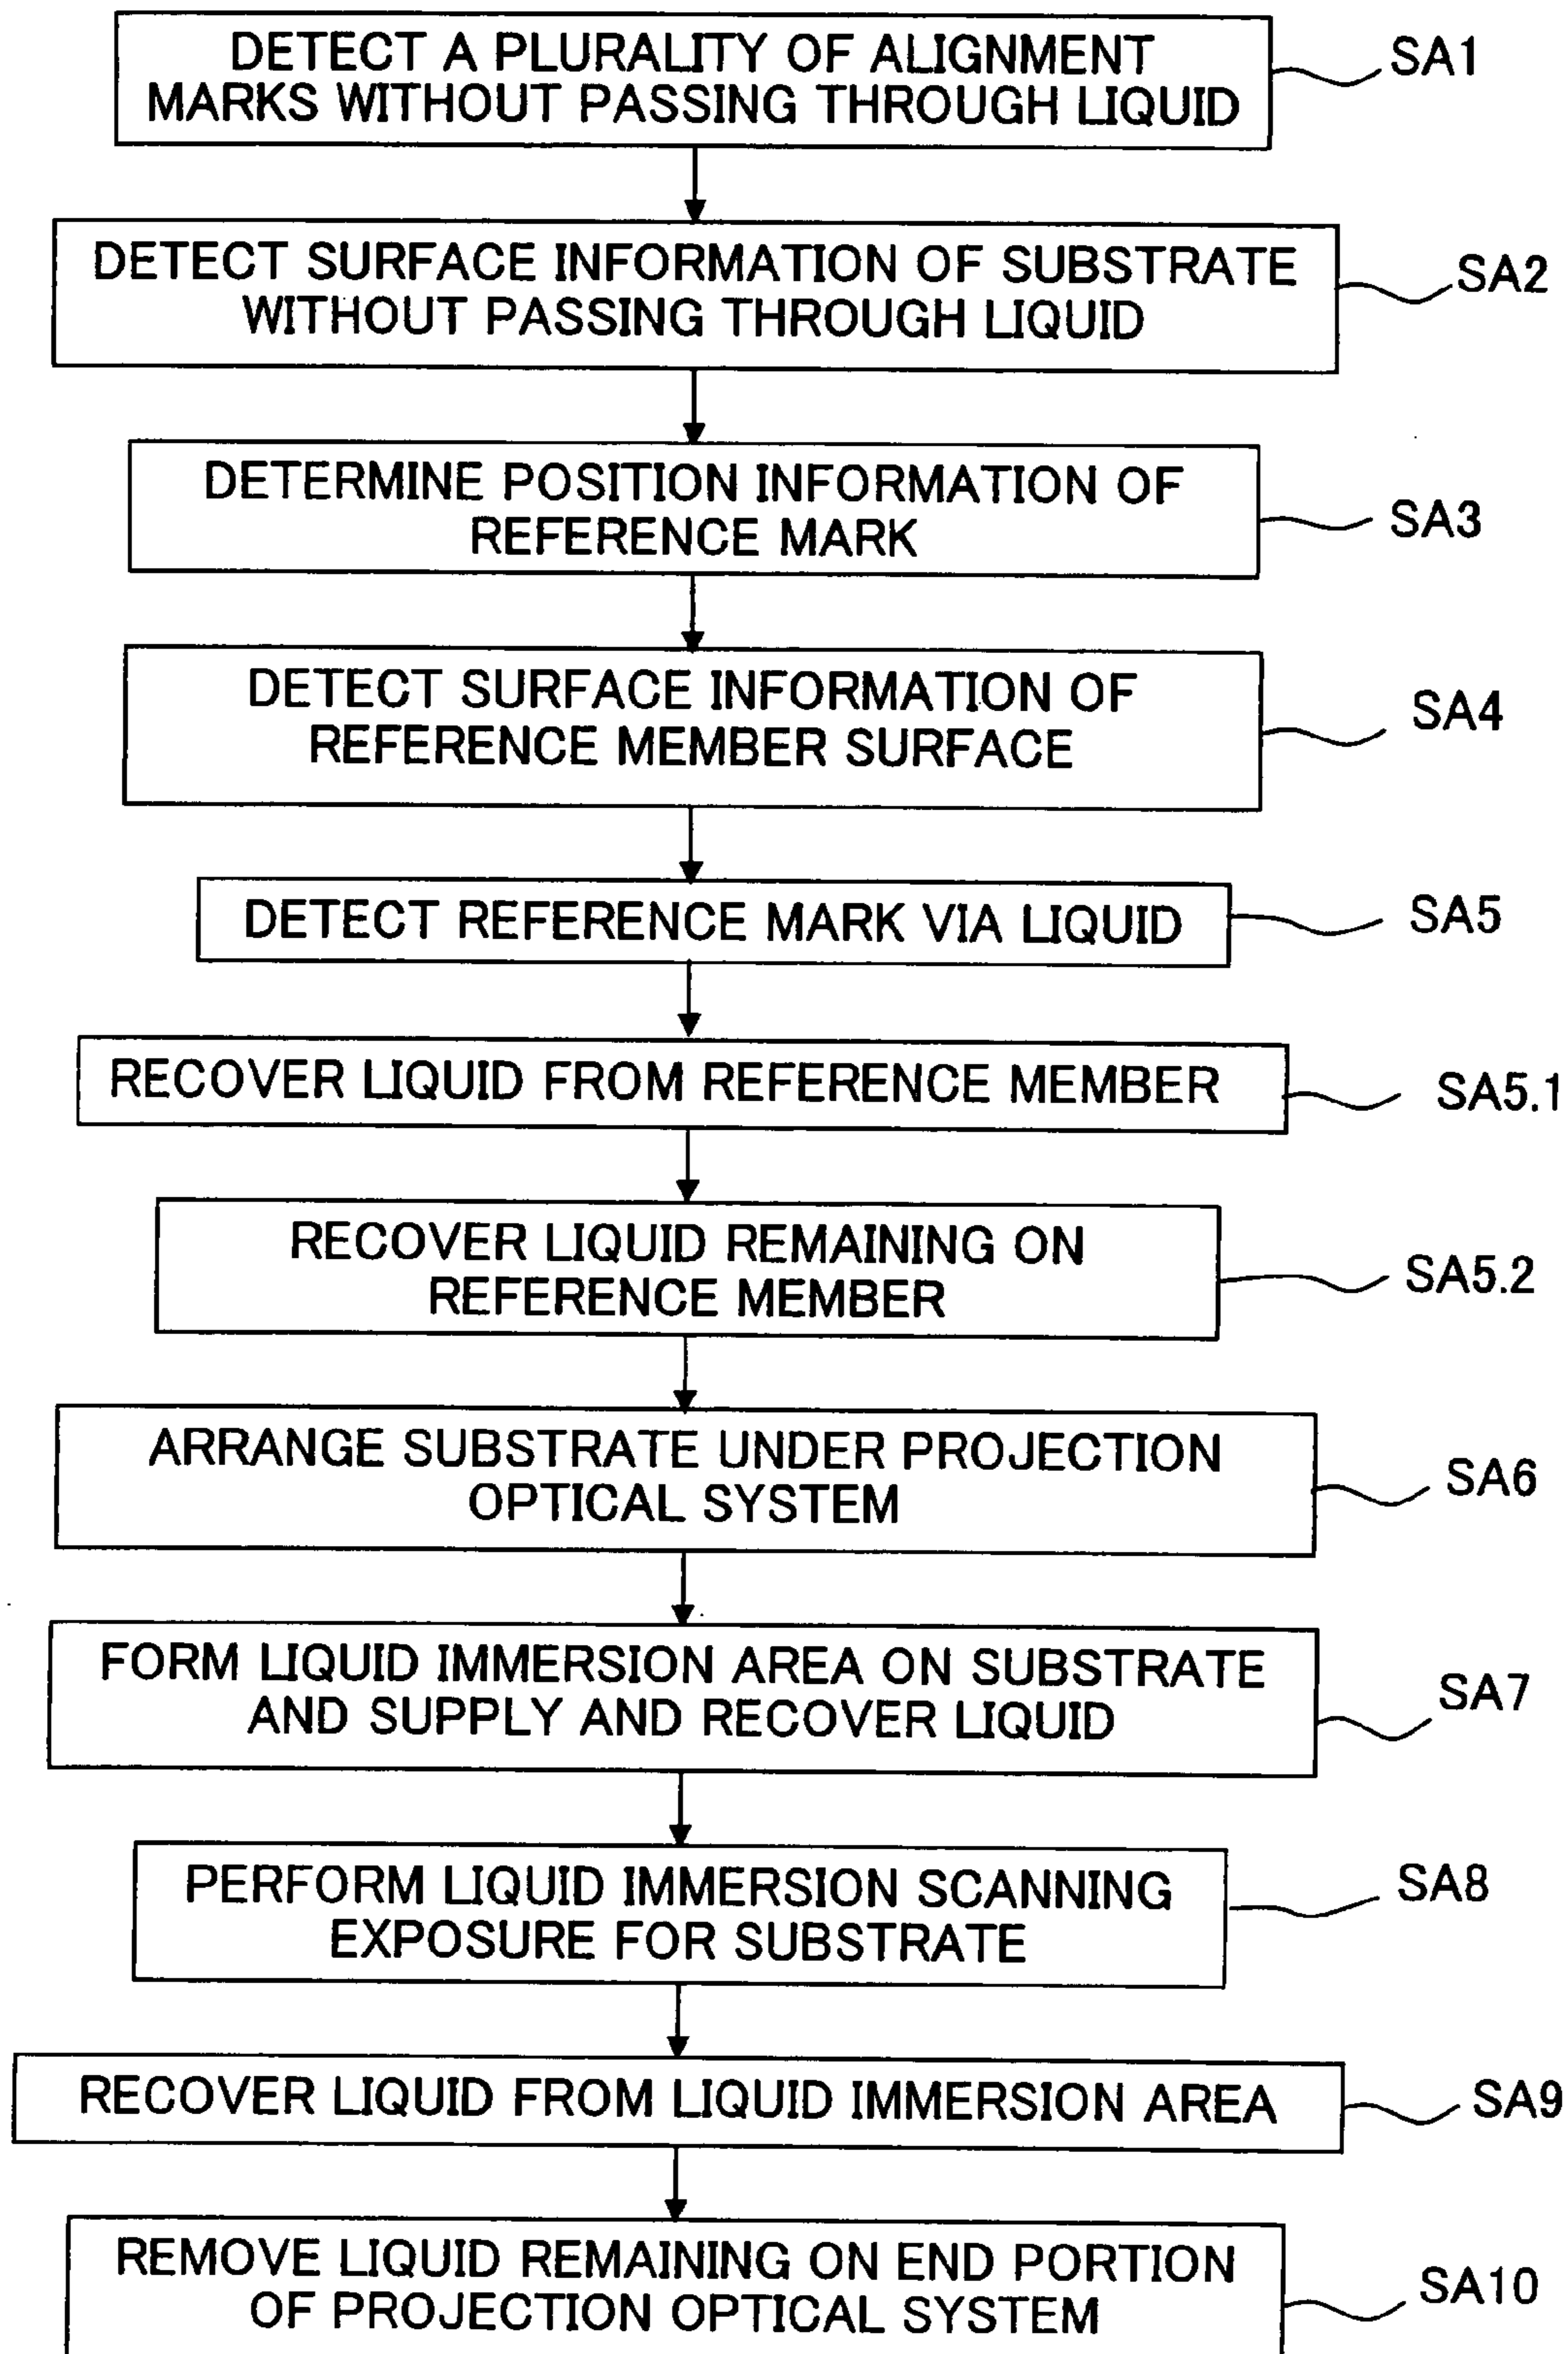 DETECT A PLURALITY OF ALIGNMENT
MARKS WITHOUT PASSING THROUGH LIQUID
SA1
DETECT SURFACE INFORMATION OF SUBSTRATE
WITHOUT PASSING THROUGH LIQUID
SA2
DETERMINE POSITION INFORMATION OF
REFERENCE MARK
SA3
DETECT SURFACE INFORMATION OF
REFERENCE MEMBER SURFACE
SA4
DETECT REFERENCE MARK VIA LIQUID
SA5
RECOVER LIQUID FROM REFERENCE MEMBER
SA5.1
RECOVER LIQUID REMAINING ON
REFERENCE MEMBER
SA5.2
ARRANGE SUBSTRATE UNDER PROJECTION
OPTICAL SYSTEM
SA6
FORM LIQUID IMMERSION AREA ON SUBSTRATE
AND SUPPLY AND RECOVER LIQUID
SA7
PERFORM LIQUID IMMERSION SCANNING
EXPOSURE FOR SUBSTRATE
SA8
RECOVER LIQUID FROM LIQUID IMMERSION AREA
SA9
REMOVE LIQUID REMAINING ON END PORTION
OF PROJECTION OPTICAL SYSTEM
SA10